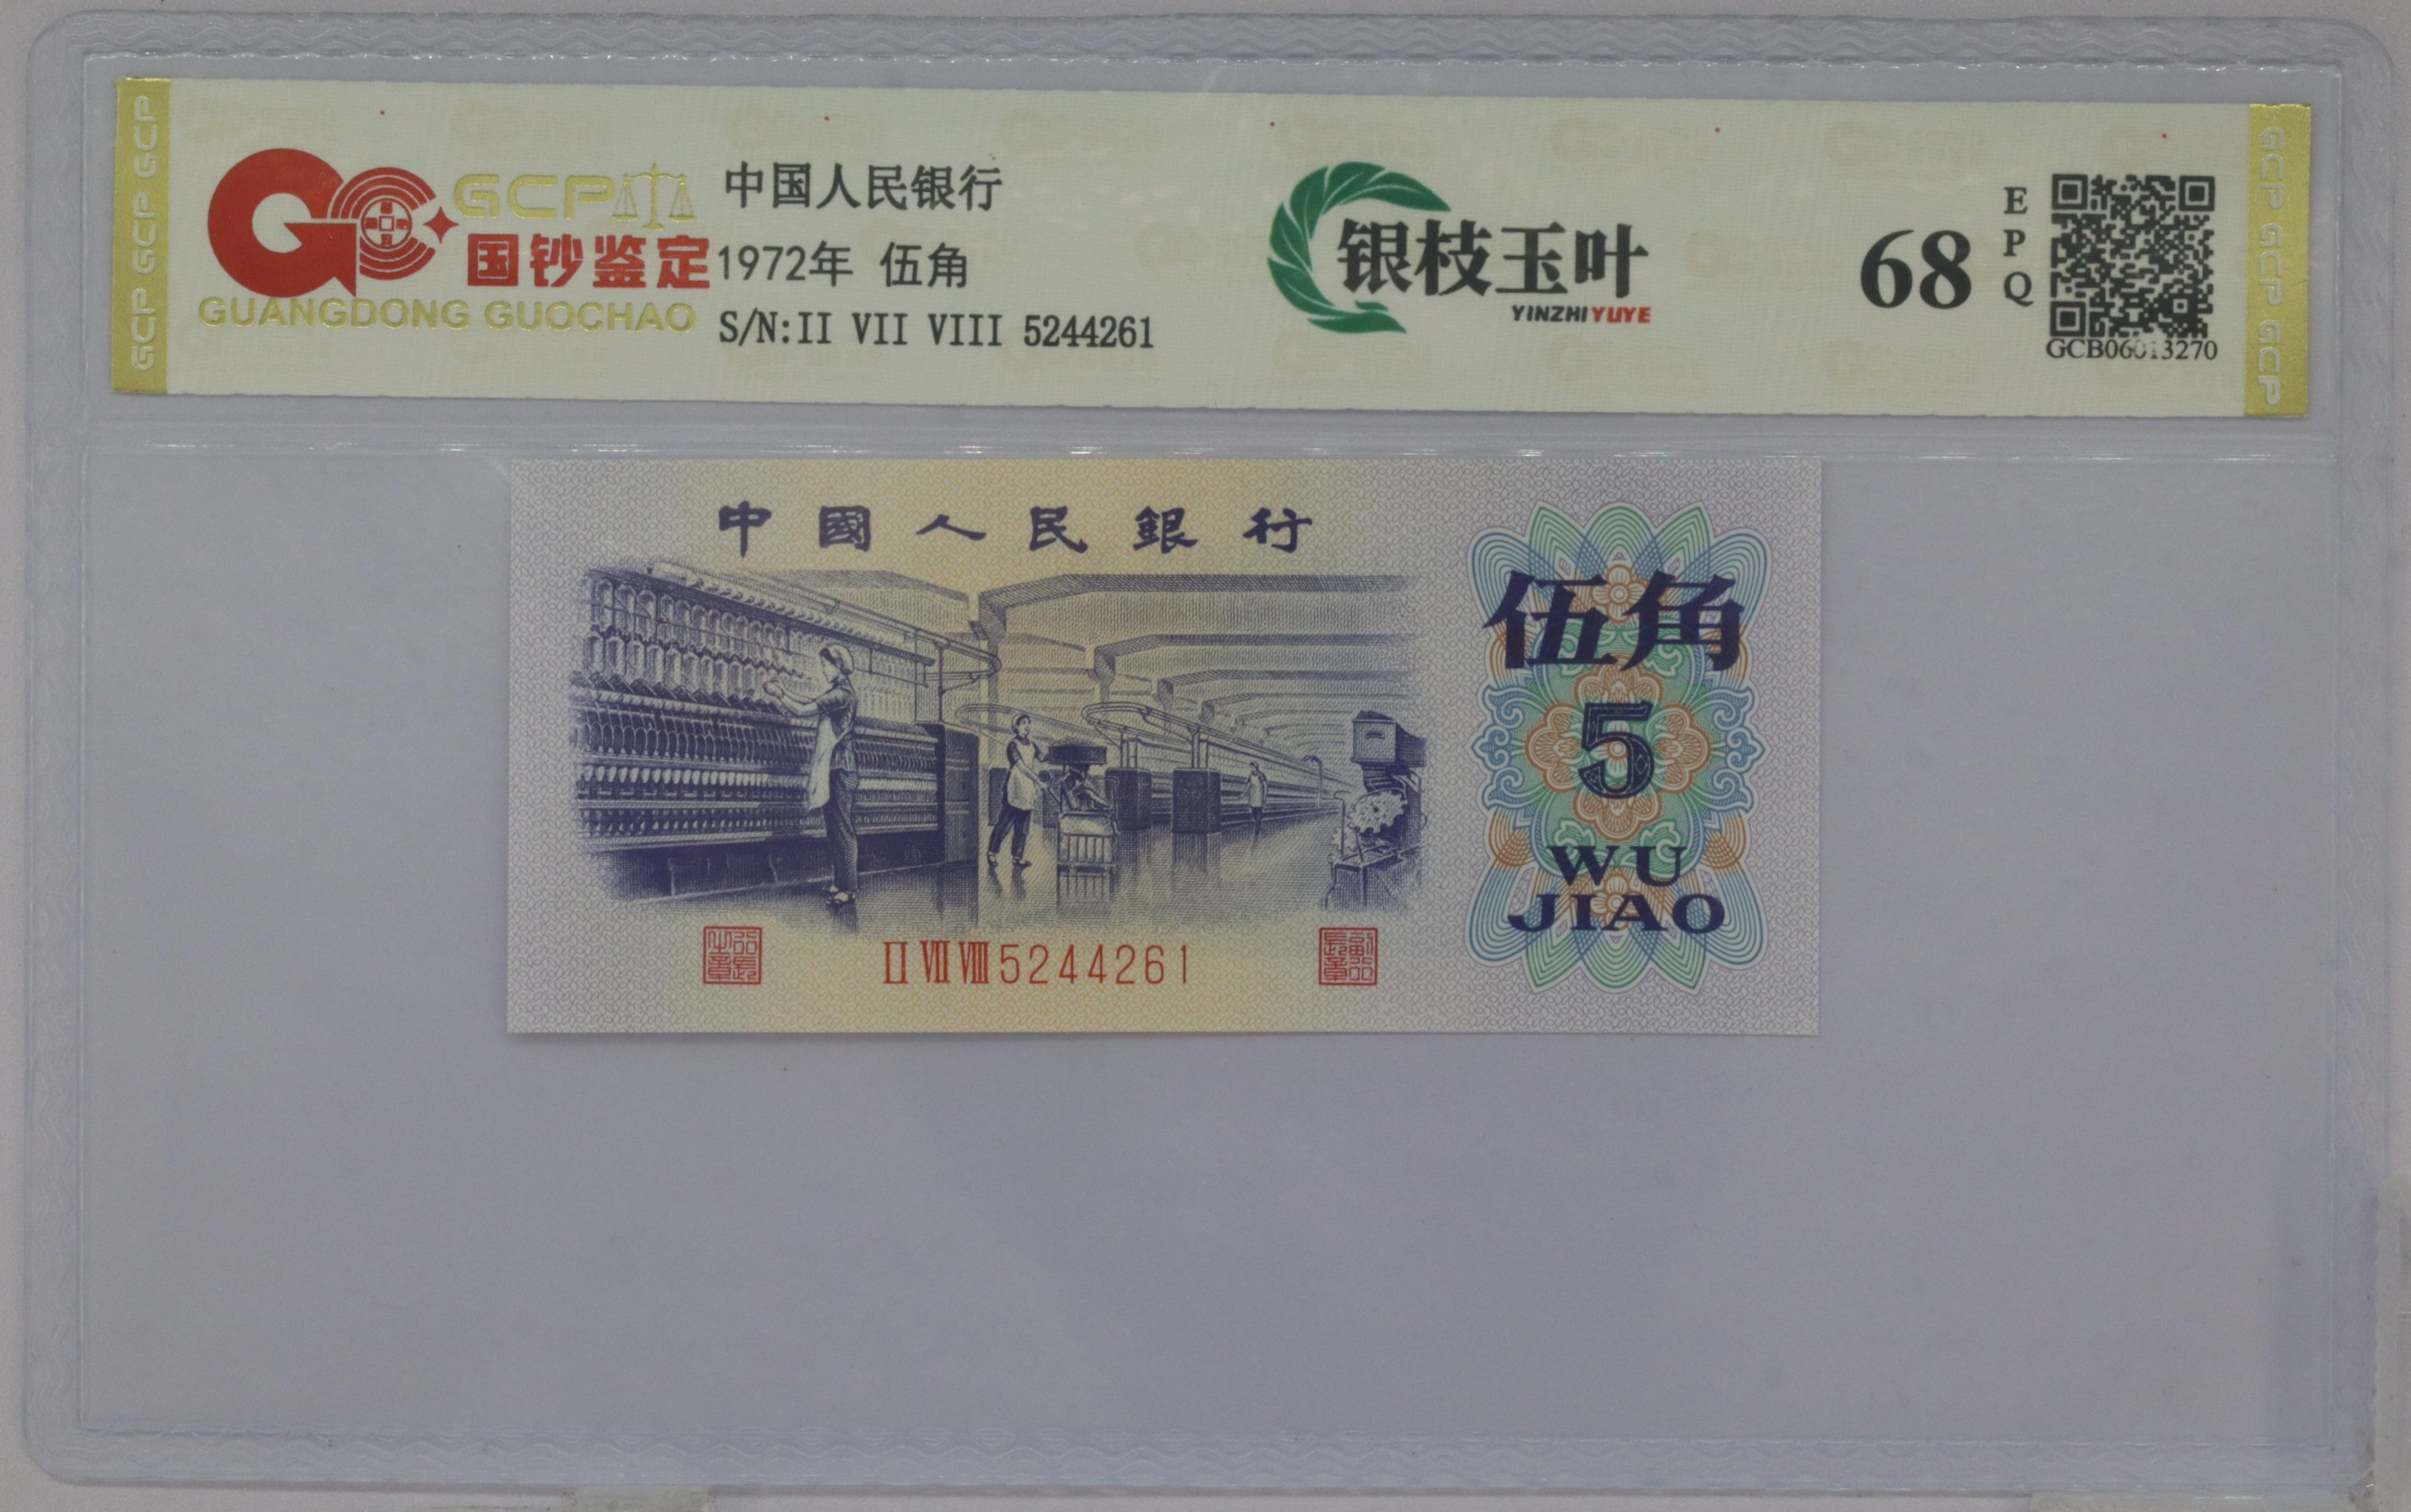 GCP
国钞鉴定
GUANGDONG GUOCHAO
中国人民银行
1972年 伍角
S/N:II VII VIII 5244261
银枝玉叶
YINZHIYUYE
68
EPQ
GCB06013270
GCP GCP GCP
GCP GCP GCP
中國人民銀行
伍角
5
WU
JIAO
II VII VIII 5244261